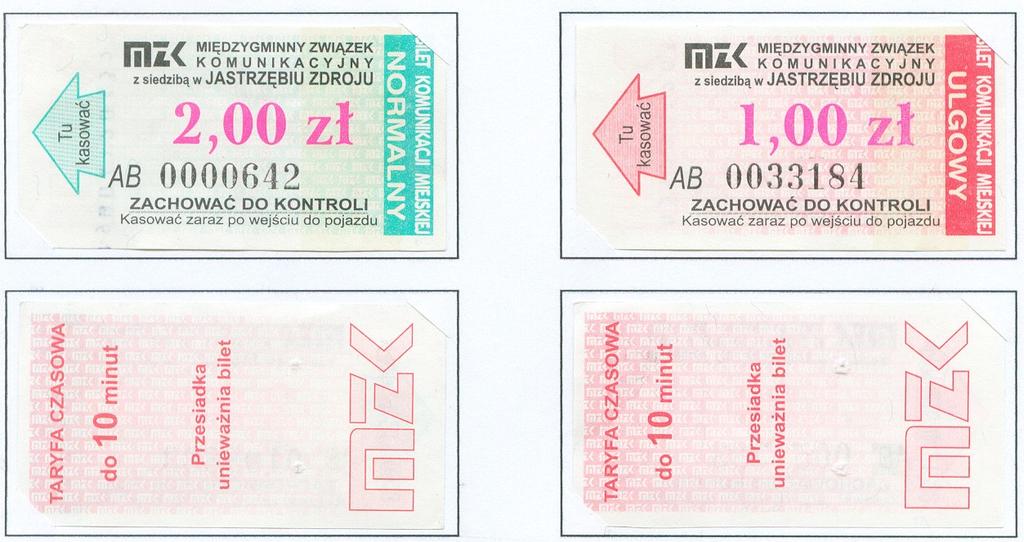 MZK MIĘDZYGMINNY ZWIĄZEK
KOMUNIKACYJNY
z siedzibą w JASTRZĘBIU ZDROJU
Tu
kasować
2,00 zł
AB 0000642
ZACHOWAĆ DO KONTROLI
Kasować zaraz po wejściu do pojazdu
NORMALNY
BILET KOMUNIKACJI MIEJSKIEJ
MZK MIĘDZYGMINNY ZWIĄZEK
KOMUNIKACYJNY
z siedzibą w JASTRZĘBIU ZDROJU
Tu
kasować
1,00 zł
AB 0033184
ZACHOWAĆ DO KONTROLI
Kasować zaraz po wejściu do pojazdu
ULGOWY
BILET KOMUNIKACJI MIEJSKIEJ
TARYFA CZASOWA
do 10 minut
Przesiadka
unieważnia bilet
MZK
TARYFA CZASOWA
do 10 minut
Przesiadka
unieważnia bilet
MZK